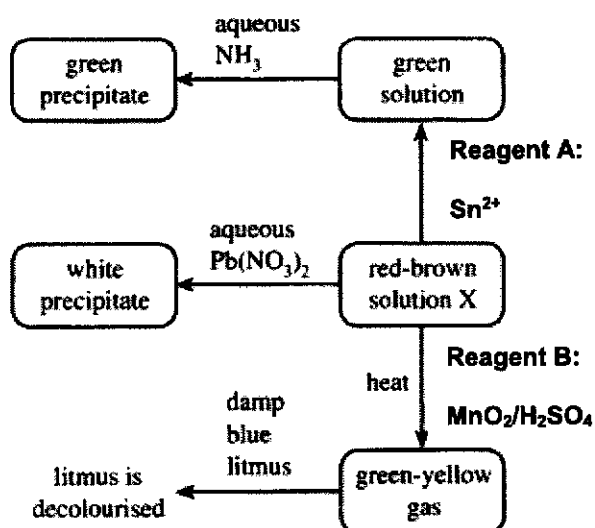 aqueous
NH₃
green
precipitate
green
solution
Reagent A:
Sn²⁺
aqueous
Pb(NO₃)₂
white
precipitate
red-brown
solution X
Reagent B:
heat
MnO₂/H₂SO₄
damp
blue
litmus
litmus is
decolourised
green-yellow
gas